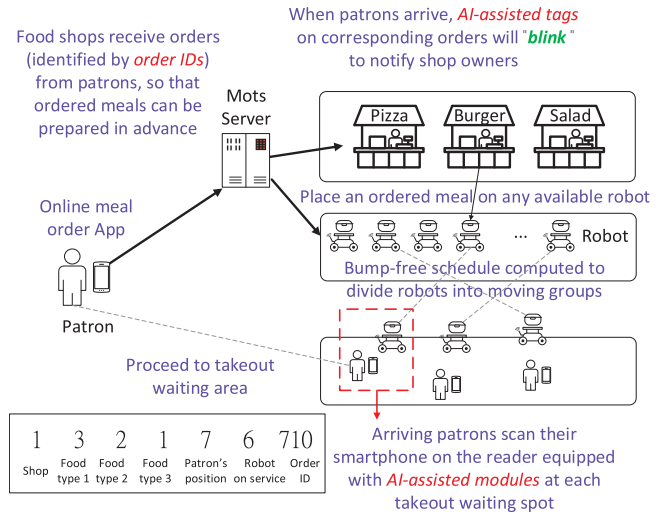 Food shops receive orders
(identified by order IDs)
from patrons, so that
ordered meals can be
prepared in advance
When patrons arrive, AI-assisted tags
on corresponding orders will "blink"
to notify shop owners
Mots
Server
Pizza
Burger
Salad
Place an ordered meal on any available robot
Online meal
order App
Patron
... Robot
Bump-free schedule computed to
divide robots into moving groups
Proceed to takeout
waiting area
Arriving patrons scan their
smartphone on the reader equipped
with AI-assisted modules at each
takeout waiting spot
1 3 2 1 7 6 710
Shop Food type 1 Food type 2 Food type 3 Patron's position Robot on service Order ID